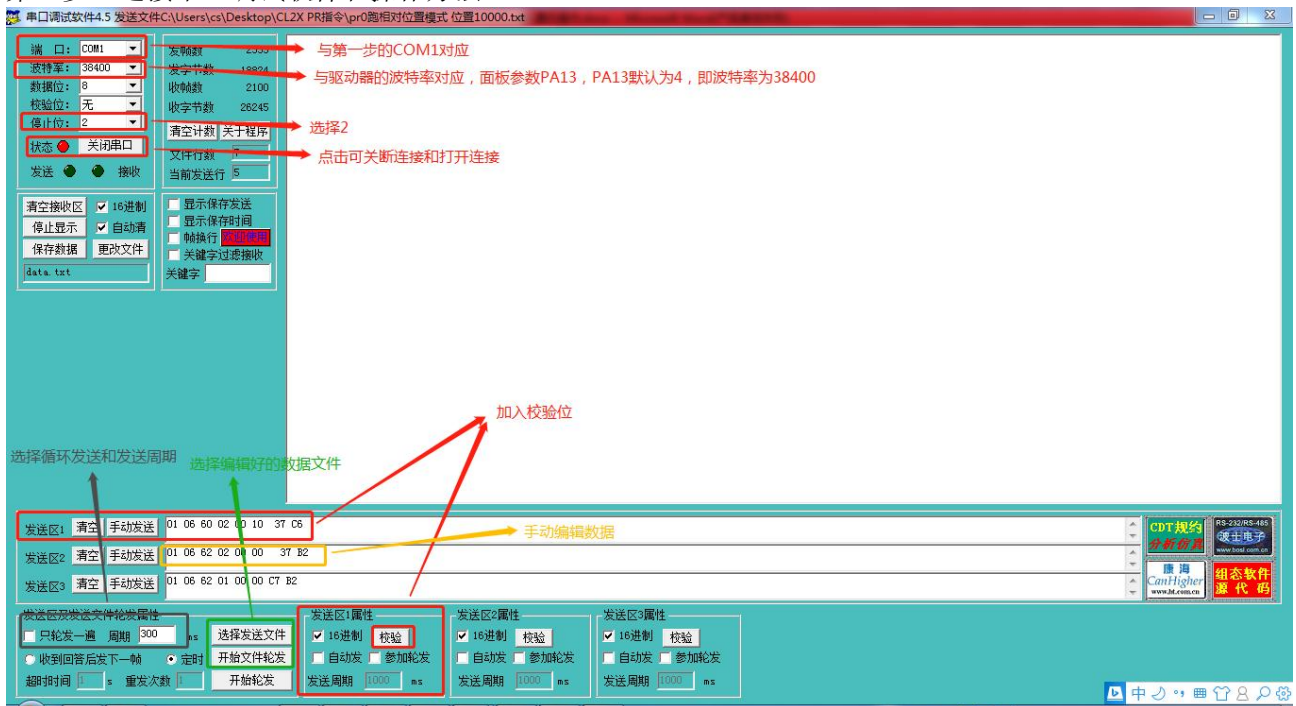 串口调试软件4.5 发送文件C:\Users\cs\Desktop\CL2X PR指令\pr0跑相对位置模式 位置10000.txt
端 口: COM1
波特率: 38400
数据位: 8
校验位: 无
停止位: 2
状态 关闭串口
发送 接收
发帧数
发字节数
收帧数 2100
收字节数 26245
清空计数 关于程序
文件行数
当前发送行 5
与第一步的COM1对应
与驱动器的波特率对应，面板参数PA13，PA13默认为4，即波特率为38400
选择2
点击可关断连接和打开连接
清空接收区 16进制
停止显示 自动清
保存数据 更改文件
data.txt
显示保存发送
显示保存时间
帧换行 欢迎使用
关键字过滤接收
关键字
加入校验位
选择循环发送和发送周期
选择编辑好的数据文件
发送区1 清空 手动发送 01 06 60 02 00 10 37 C6
手动编辑数据
发送区2 清空 手动发送 01 06 62 02 00 00 37 B2
发送区3 清空 手动发送 01 06 62 01 00 00 C7 B2
CDT规约
分析仿真
RS-232/RS-485
波士电子
www.bosi.com.cn
康海
CanHigher
www.ht.com.cn
组态软件
源代码
发送区及发送文件轮发属性
只轮发一遍 周期 300 ms 选择发送文件
收到回答后发下一帧 定时 开始文件轮发
超时时间 1 s 重发次数 1 开始轮发
发送区1属性
16进制 校验
自动发 参加轮发
发送周期 1000 ms
发送区2属性
16进制 校验
自动发 参加轮发
发送周期 1000 ms
发送区3属性
16进制 校验
自动发 参加轮发
发送周期 1000 ms
中